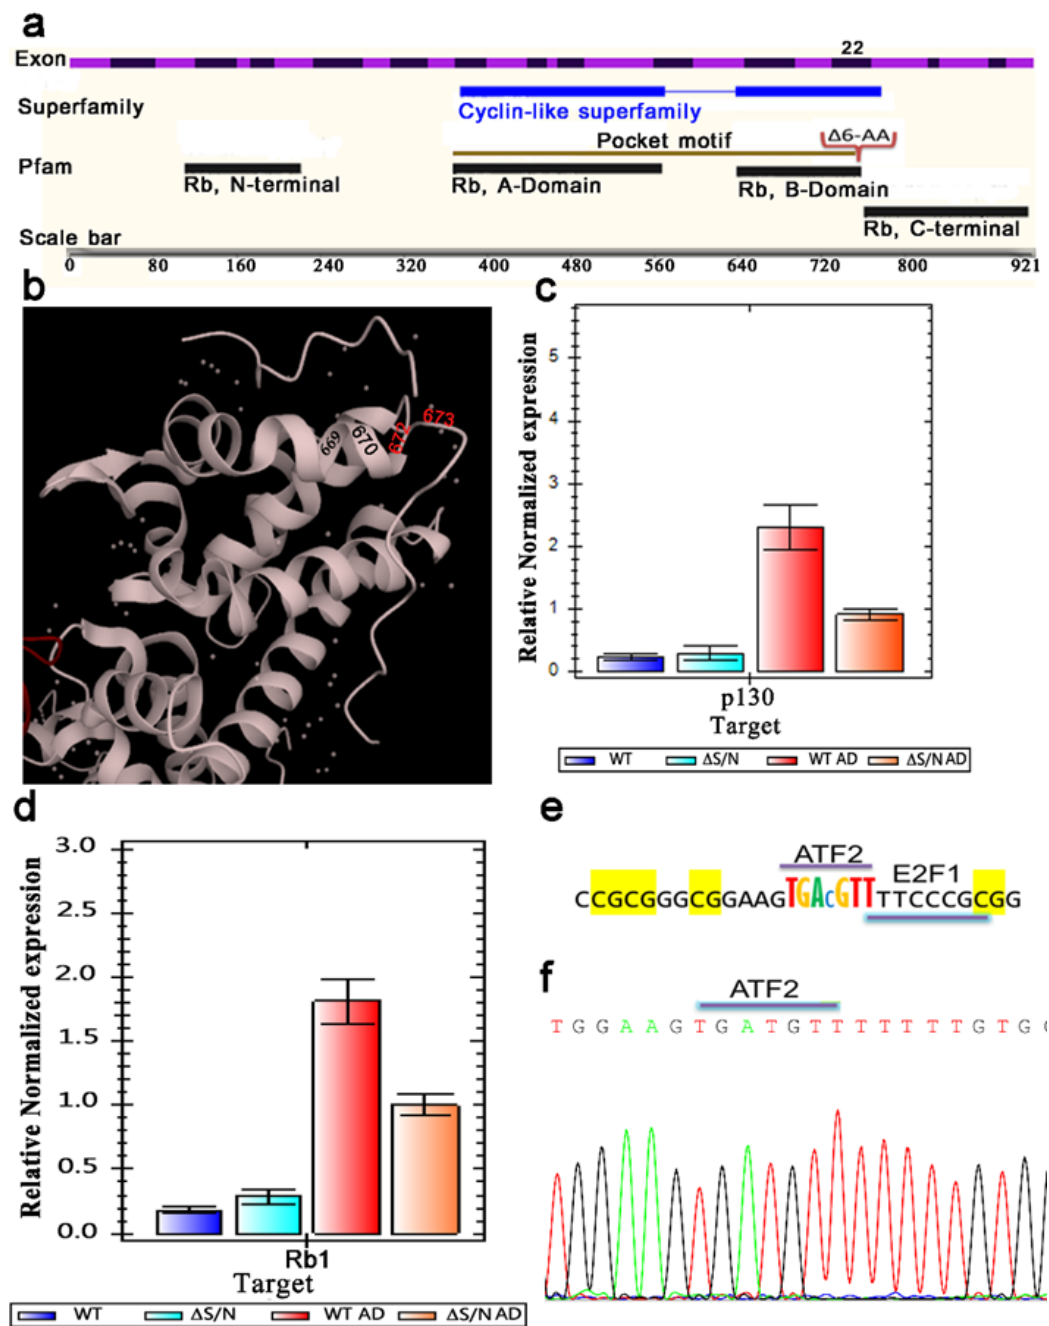 a
Exon
22
Superfamily
Cyclin-like superfamily
Pocket motif
Δ6-AA
Pfam
Rb, N-terminal
Rb, A-Domain
Rb, B-Domain
Rb, C-terminal
Scale bar
0 80 160 240 320 400 480 560 640 720 800 921
b
669
670
672
673
c
Relative Normalized expression
5
4
3
2
1
0
p130
Target
WT ΔS/N WT AD ΔS/N AD
d
Relative Normalized expression
3.0
2.5
2.0
1.5
1.0
0.5
0.0
Rb1
Target
WT ΔS/N WT AD ΔS/N AD
e
ATF2
E2F1
CCGCGGGCGGAAGTGACGTTTTCCCGCGG
f
ATF2
T G G A A G T G A T G T T T T T T T G T G G